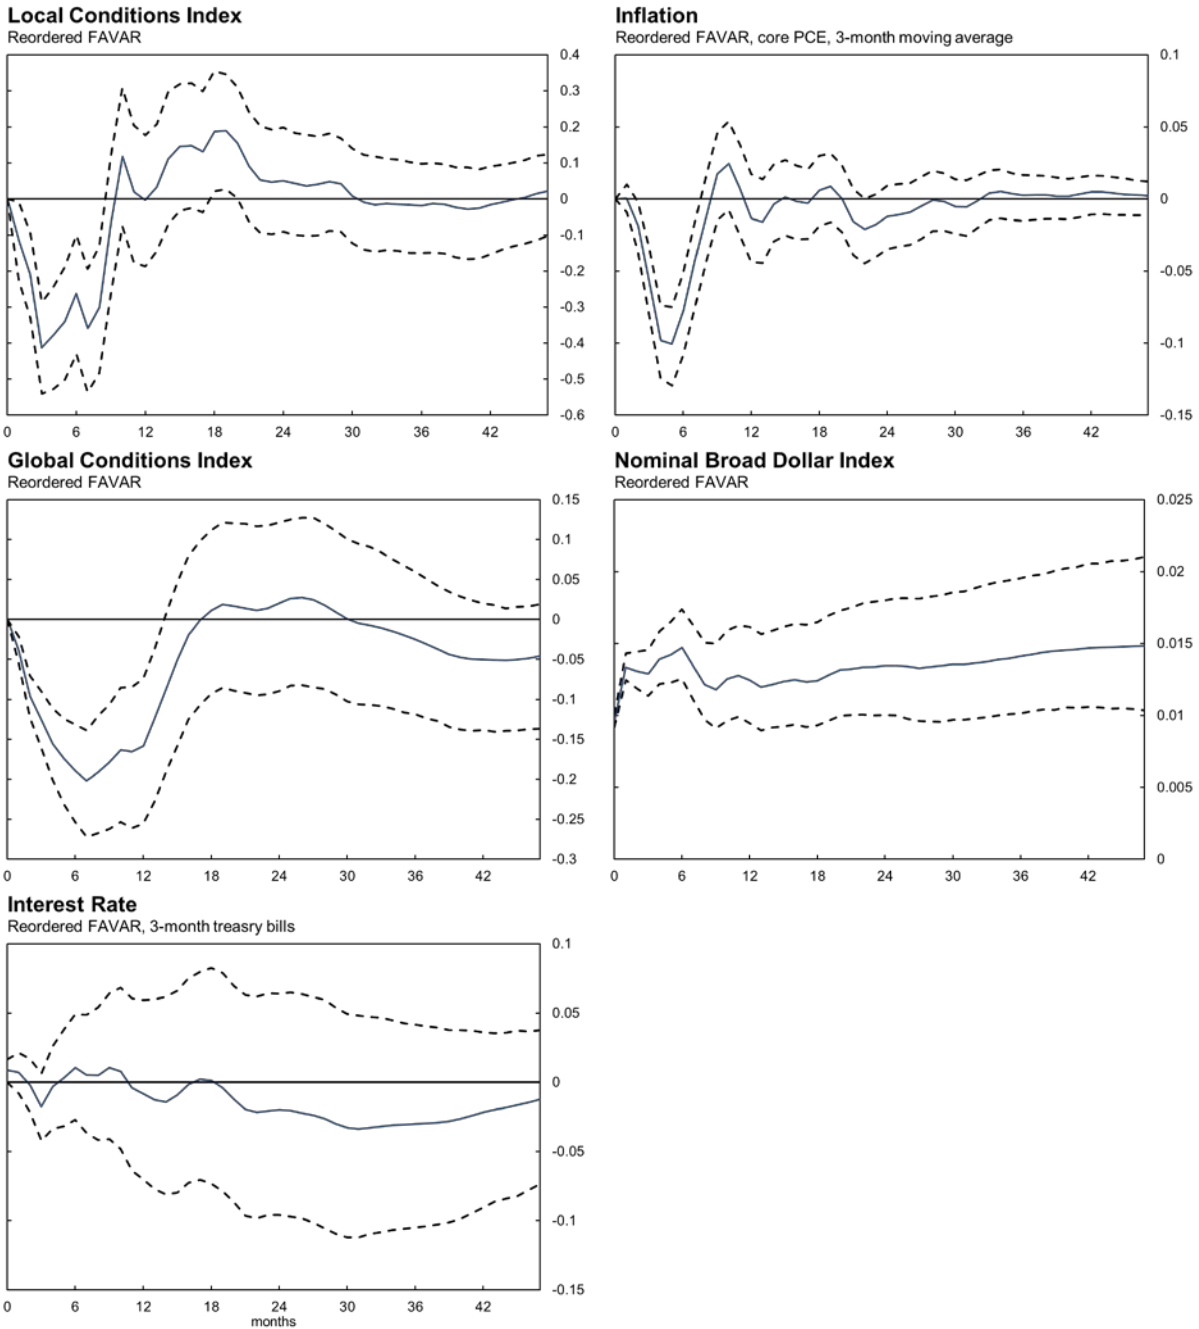 Local Conditions Index
Reordered FAVAR
0.4
0.3
0.2
0.1
0
-0.1
-0.2
-0.3
-0.4
-0.5
-0.6
0 6 12 18 24 30 36 42
Inflation
Reordered FAVAR, core PCE, 3-month moving average
0.1
0.05
0
-0.05
-0.1
-0.15
0 6 12 18 24 30 36 42
Global Conditions Index
Reordered FAVAR
0.15
0.1
0.05
0
-0.05
-0.1
-0.15
-0.2
-0.25
-0.3
0 6 12 18 24 30 36 42
Nominal Broad Dollar Index
Reordered FAVAR
0.025
0.02
0.015
0.01
0.005
0
0 6 12 18 24 30 36 42
Interest Rate
Reordered FAVAR, 3-month treasry bills
0.1
0.05
0
-0.05
-0.1
-0.15
0 6 12 18 24 30 36 42
months